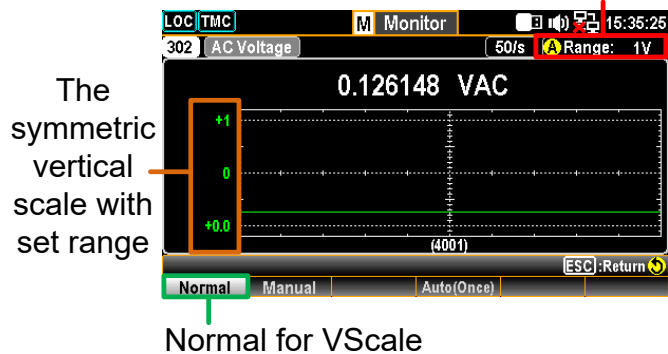 LOC TMC M Monitor 15:35:25
302 AC Voltage 50/s A Range: 1V
0.126148 VAC
The
symmetric
vertical
scale with
set range
+1
0
+0.0
(4001)
ESC :Return
Normal Manual Auto(Once)
Normal for VScale